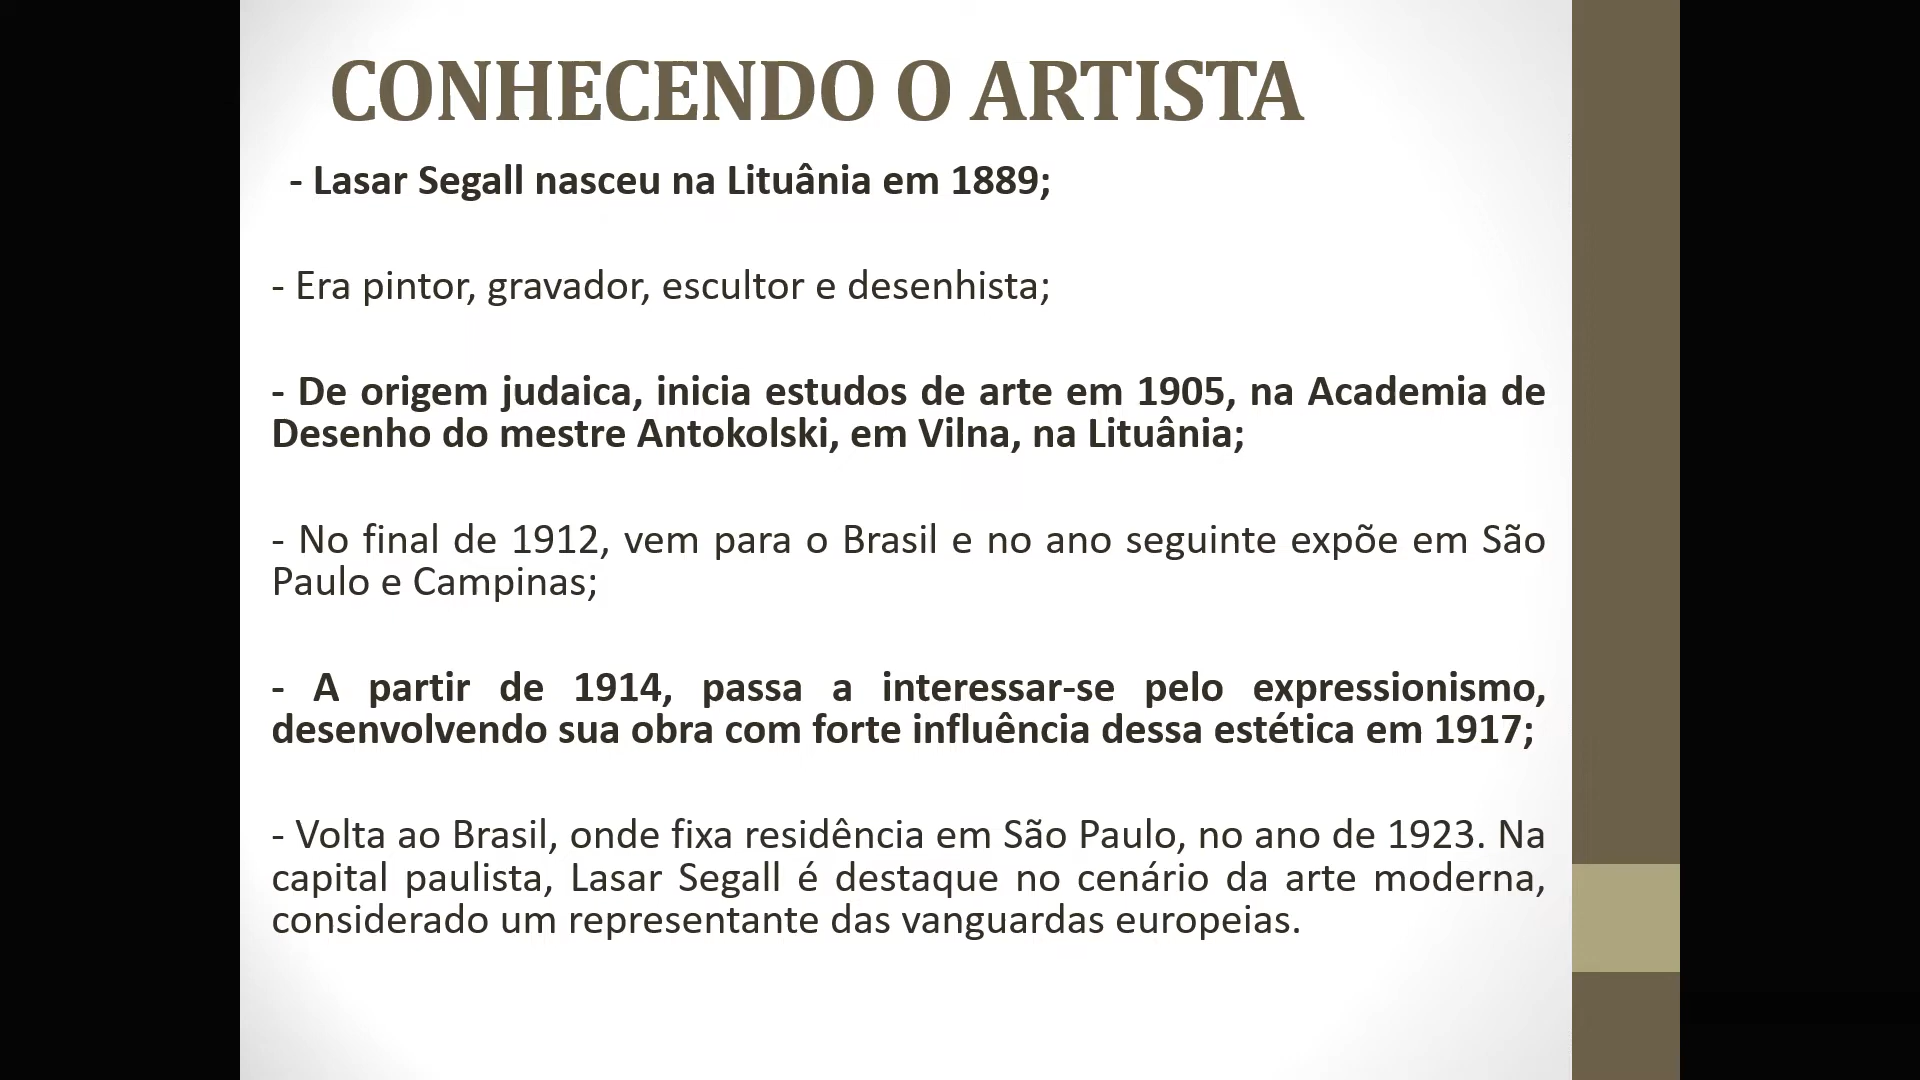 CONHECENDO O ARTISTA
- Lasar Segall nasceu na Lituânia em 1889;
- Era pintor, gravador, escultor e desenhista;
- De origem judaica, inicia estudos de arte em 1905, na Academia de
Desenho do mestre Antokolski, em Vilna, na Lituânia;
- No final de 1912, vem para o Brasil e no ano seguinte expõe em São
Paulo e Campinas;
- A partir de 1914, passa a interessar-se pelo expressionismo,
desenvolvendo sua obra com forte influência dessa estética em 1917;
- Volta ao Brasil, onde fixa residência em São Paulo, no ano de 1923. Na
capital paulista, Lasar Segall é destaque no cenário da arte moderna,
considerado um representante das vanguardas europeias.